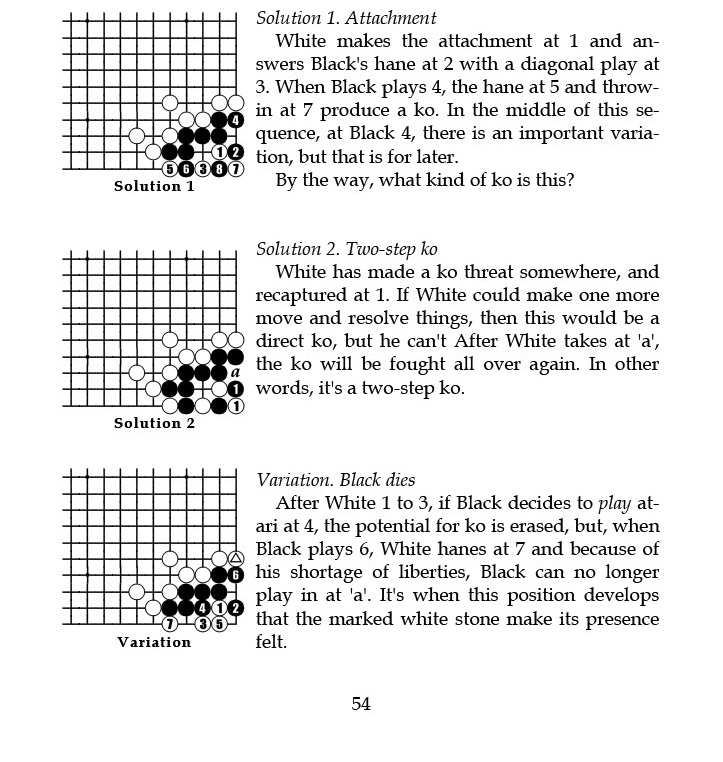 Solution 1. Attachment
White makes the attachment at 1 and an-
swers Black's hane at 2 with a diagonal play at
3. When Black plays 4, the hane at 5 and throw-
in at 7 produce a ko. In the middle of this se-
quence, at Black 4, there is an important varia-
tion, but that is for later.
By the way, what kind of ko is this?
4
1 2
5 6 3 8 7
Solution 1
Solution 2. Two-step ko
White has made a ko threat somewhere, and
recaptured at 1. If White could make one more
move and resolve things, then this would be a
direct ko, but he can't After White takes at 'a',
the ko will be fought all over again. In other
words, it's a two-step ko.
a
1
1
Solution 2
Variation. Black dies
After White 1 to 3, if Black decides to play at-
ari at 4, the potential for ko is erased, but, when
Black plays 6, White hanes at 7 and because of
his shortage of liberties, Black can no longer
play in at 'a'. It's when this position develops
that the marked white stone make its presence
felt.
6
4 1 2
7 3 5
Variation
54